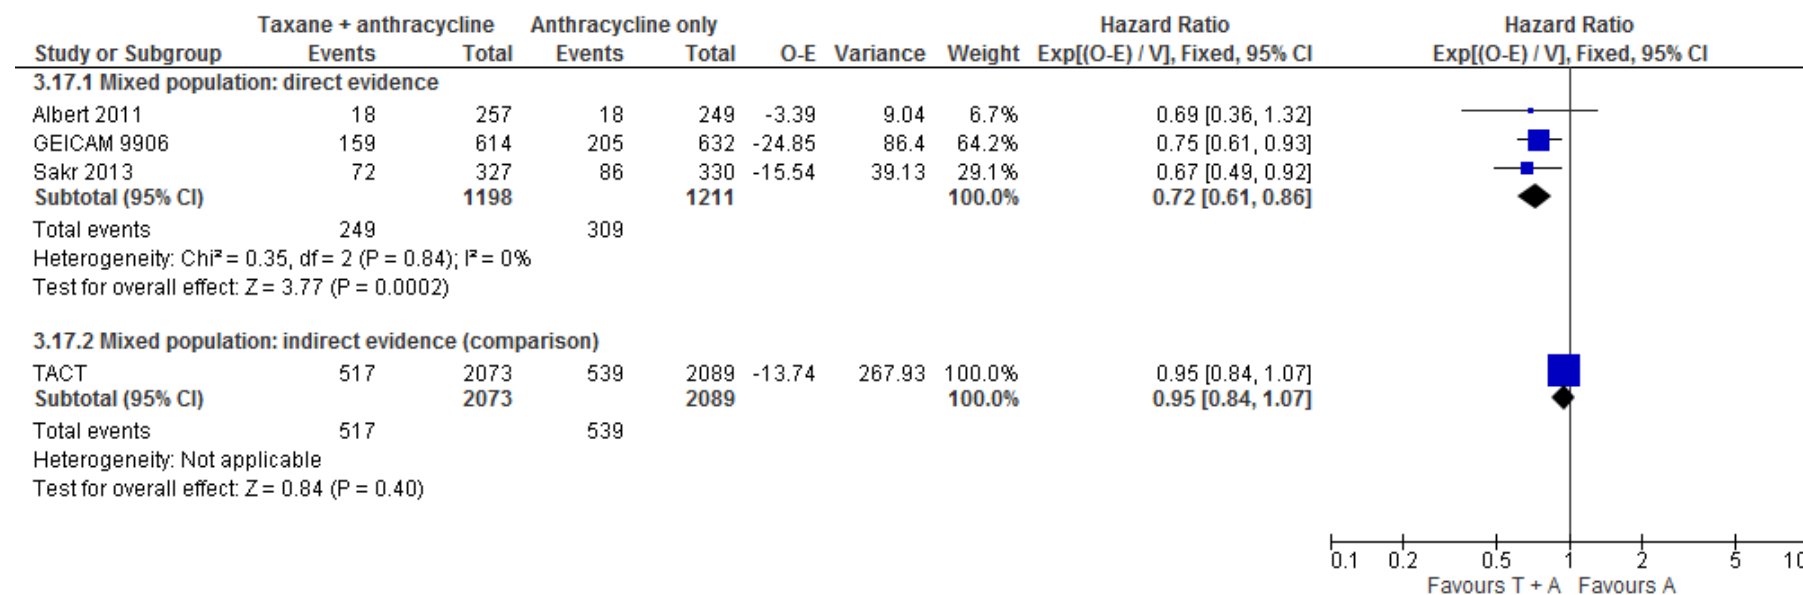 Taxane + anthracycline Anthracycline only Hazard Ratio Hazard Ratio
Study or Subgroup Events Total Events Total O-E Variance Weight Exp[(O-E) / V], Fixed, 95% CI Exp[(O-E) / V], Fixed, 95% CI
3.17.1 Mixed population: direct evidence
Albert 2011 18 257 18 249 -3.39 9.04 6.7% 0.69 [0.36, 1.32]
GEICAM 9906 159 614 205 632 -24.85 86.4 64.2% 0.75 [0.61, 0.93]
Sakr 2013 72 327 86 330 -15.54 39.13 29.1% 0.67 [0.49, 0.92]
Subtotal (95% CI) 1198 1211 100.0% 0.72 [0.61, 0.86]
Total events 249 309
Heterogeneity: Chi² = 0.35, df = 2 (P = 0.84); I² = 0%
Test for overall effect: Z = 3.77 (P = 0.0002)
3.17.2 Mixed population: indirect evidence (comparison)
TACT 517 2073 539 2089 -13.74 267.93 100.0% 0.95 [0.84, 1.07]
Subtotal (95% CI) 2073 2089 100.0% 0.95 [0.84, 1.07]
Total events 517 539
Heterogeneity: Not applicable
Test for overall effect: Z = 0.84 (P = 0.40)
0.1 0.2 0.5 1 2 5 10
Favours T + A Favours A